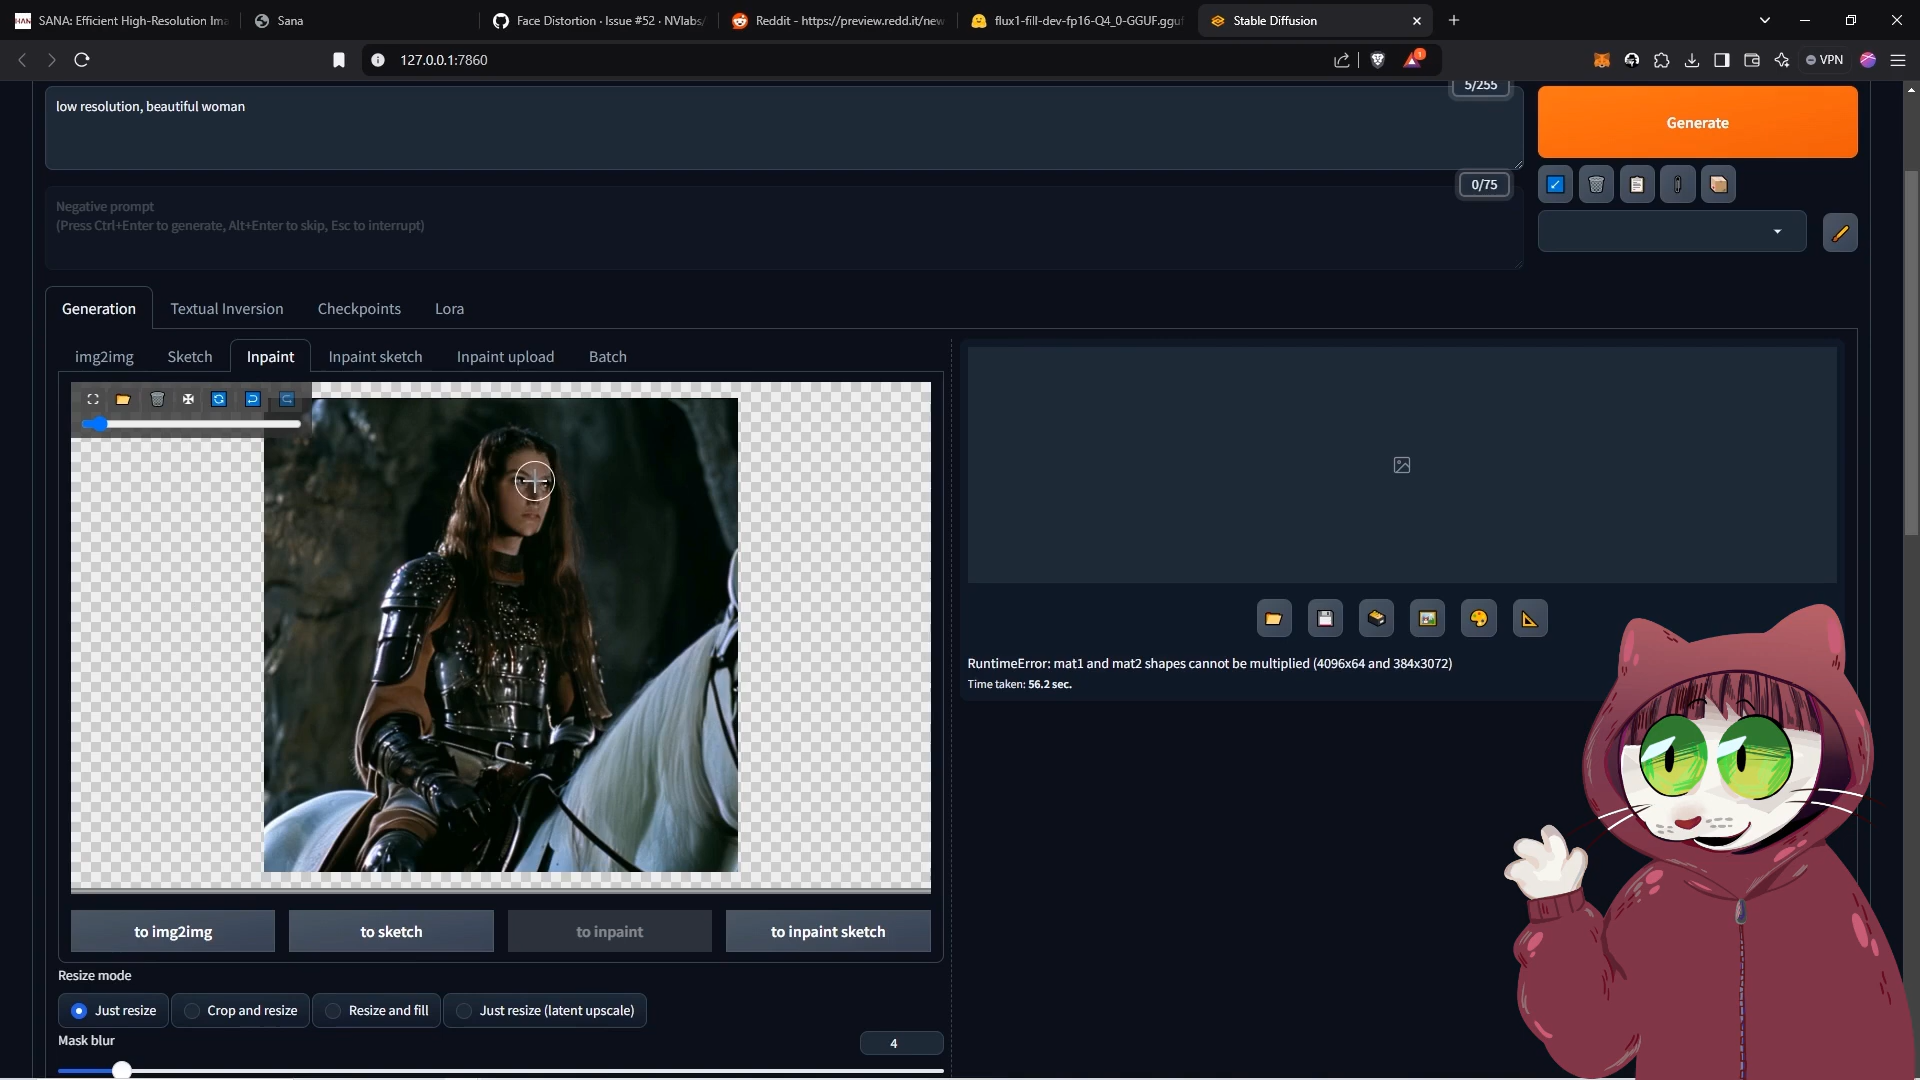 SANA: Efficient High-Resolution Ima
Sana
Face Distortion · Issue #52 · NVlabs/
Reddit - https://preview.redd.it/new
flux1-fill-dev-fp16-Q4_0-GGUF.gguf
Stable Diffusion
127.0.0.1:7860
1
VPN
low resolution, beautiful woman
5/255
Generate
0/75
Negative prompt
(Press Ctrl+Enter to generate, Alt+Enter to skip, Esc to interrupt)
Generation
Textual Inversion
Checkpoints
Lora
img2img
Sketch
Inpaint
Inpaint sketch
Inpaint upload
Batch
RuntimeError: mat1 and mat2 shapes cannot be multiplied (4096x64 and 384x3072)
Time taken: 56.2 sec.
to img2img
to sketch
to inpaint
to inpaint sketch
Resize mode
Just resize
Crop and resize
Resize and fill
Just resize (latent upscale)
Mask blur
4